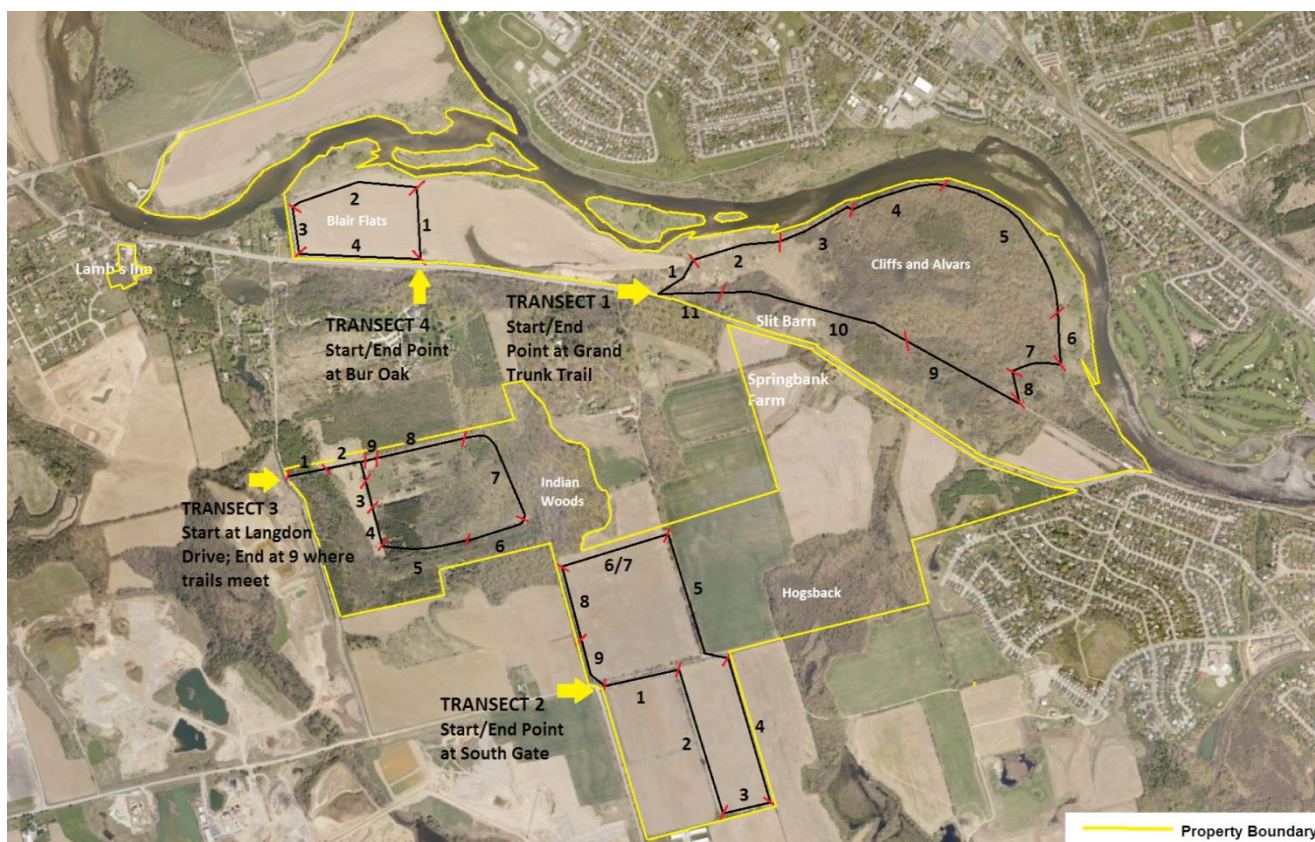 2
Blair Flats
1
3
4
Lamb's Inn
TRANSECT 4
Start/End Point
at Bur Oak
TRANSECT 1
Start/End
Point at Grand
Trunk Trail
1
2
3
4
5
Cliffs and Alvars
6
7
8
9
10
11
Slit Barn
Springbank
Farm
1
2
9
8
7
3
4
5
6
Indian
Woods
TRANSECT 3
Start at Langdon
Drive; End at 9 where
trails meet
6/7
5
8
9
Hogsback
TRANSECT 2
Start/End Point
at South Gate
1
2
4
3
Property Boundary